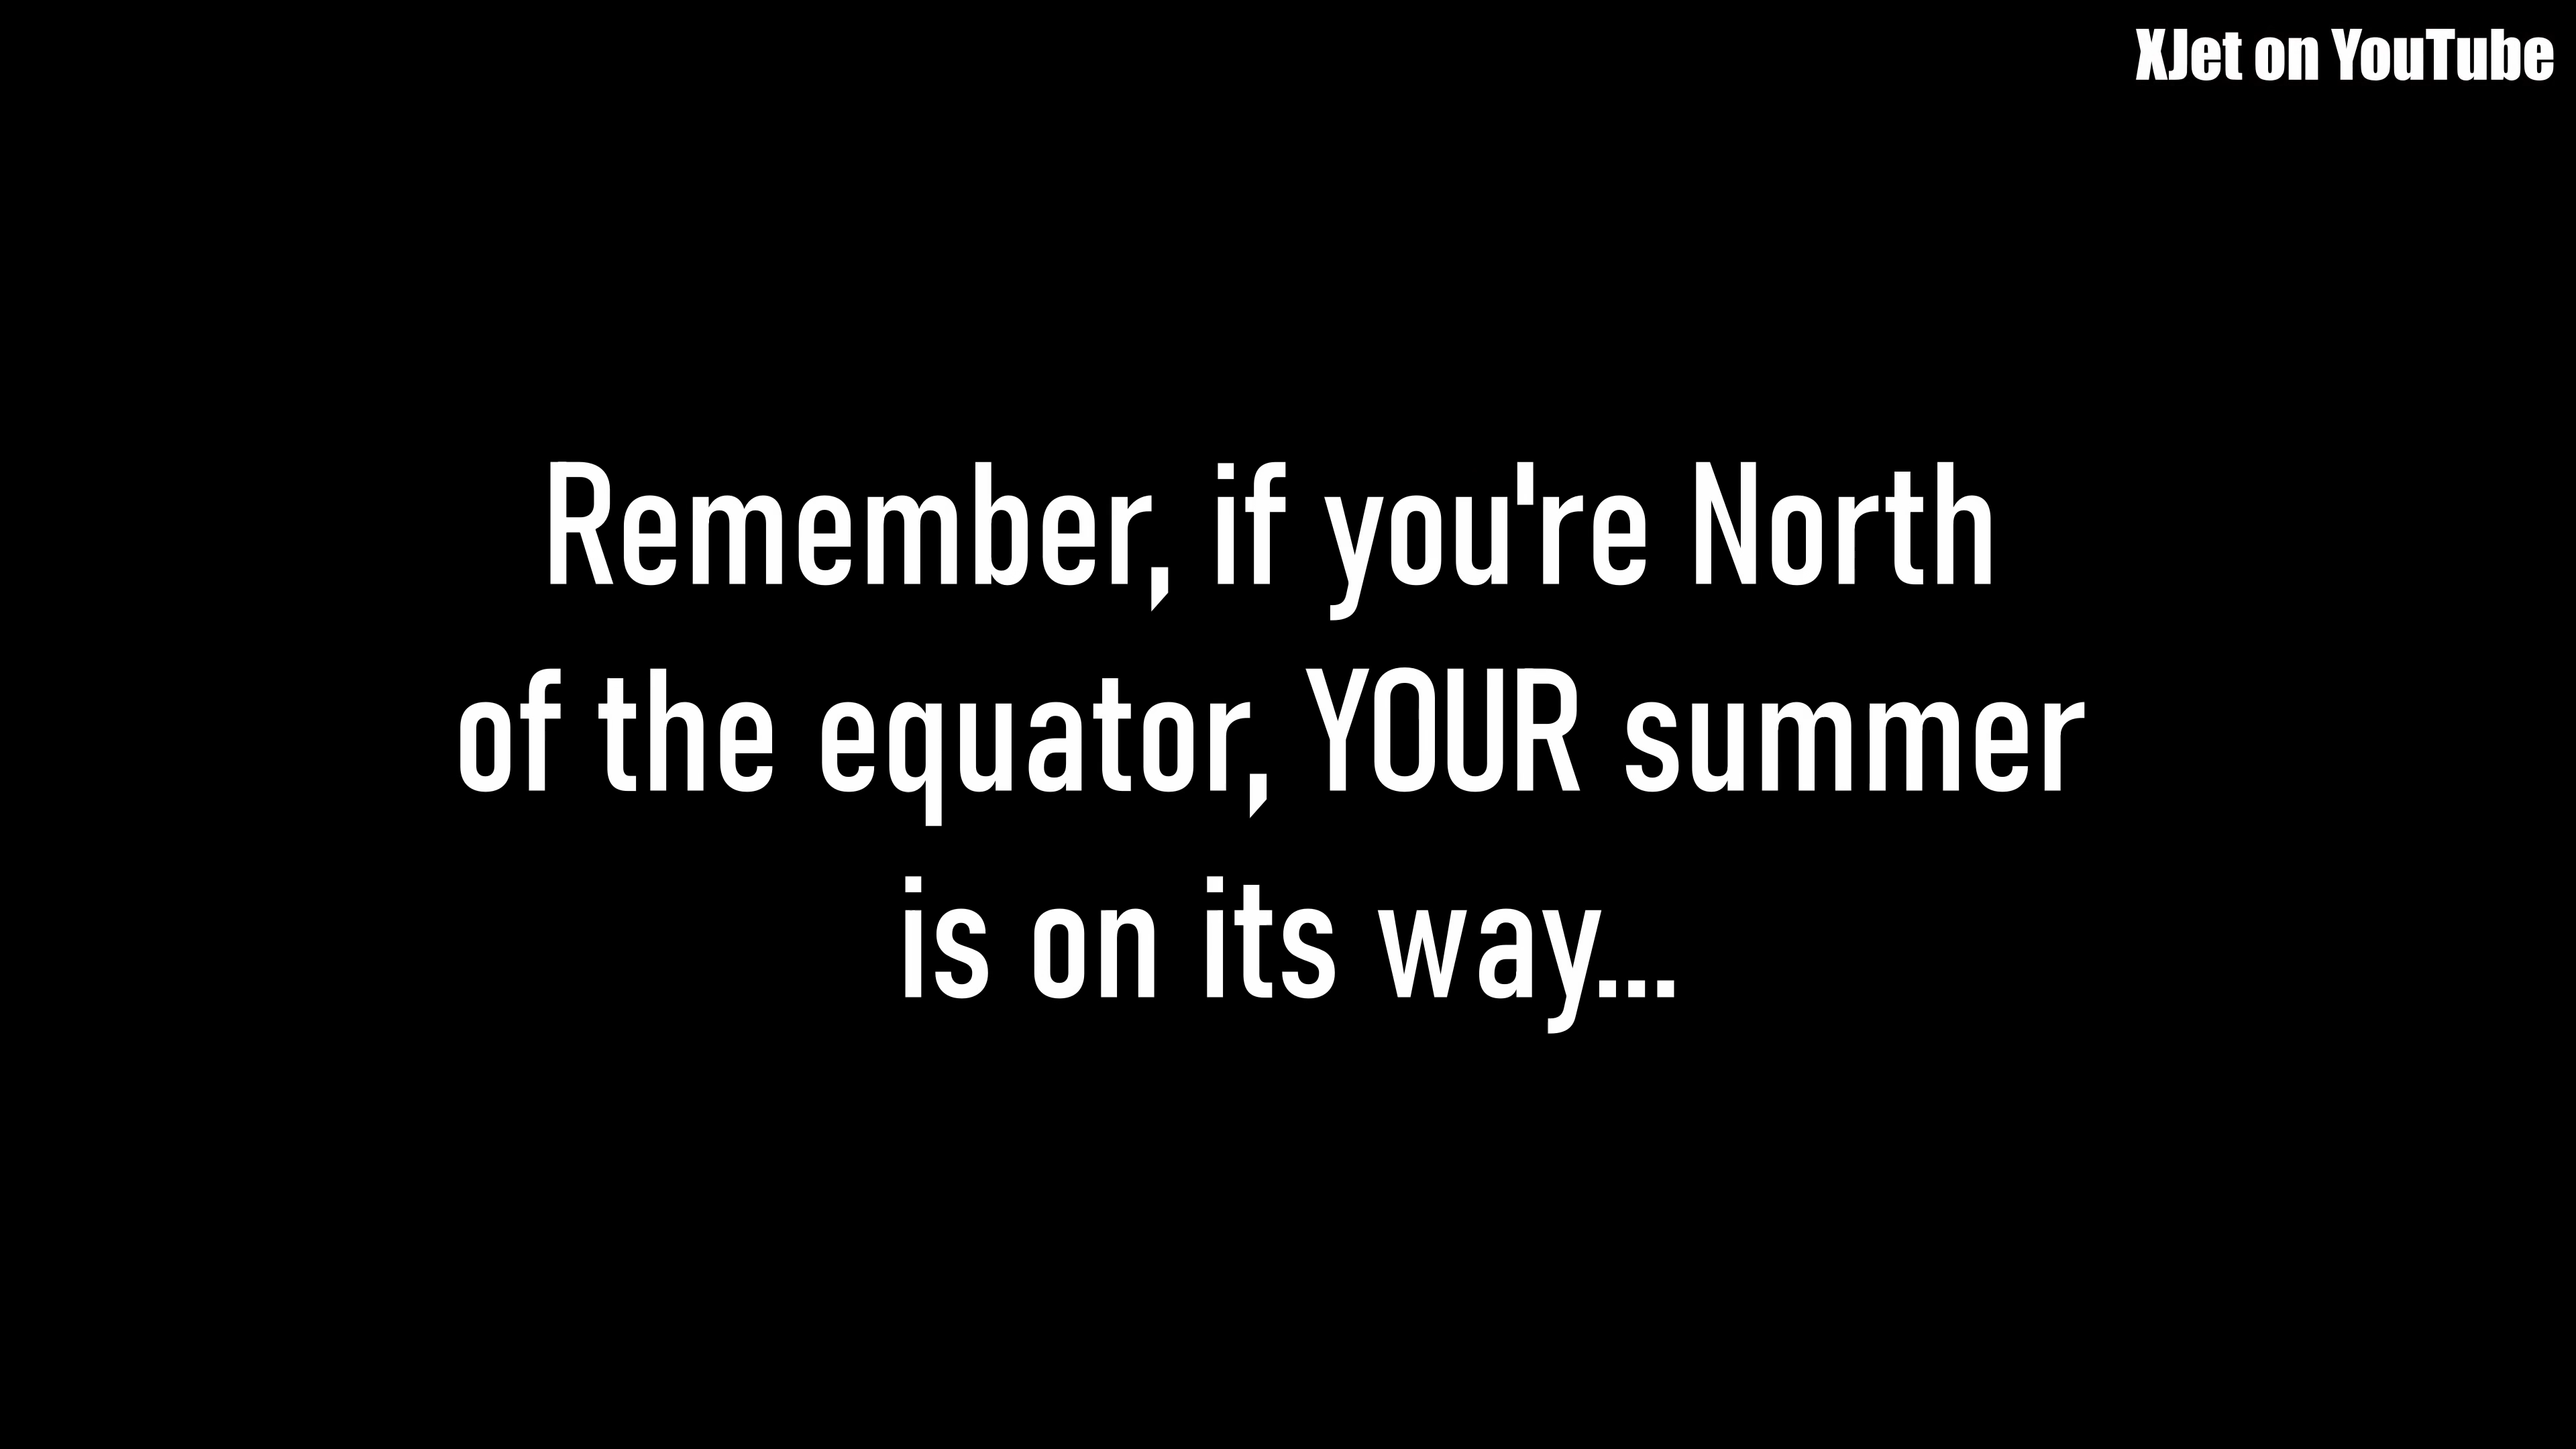 XJet on YouTube
Remember, if you're North
of the equator, YOUR summer
is on its way...